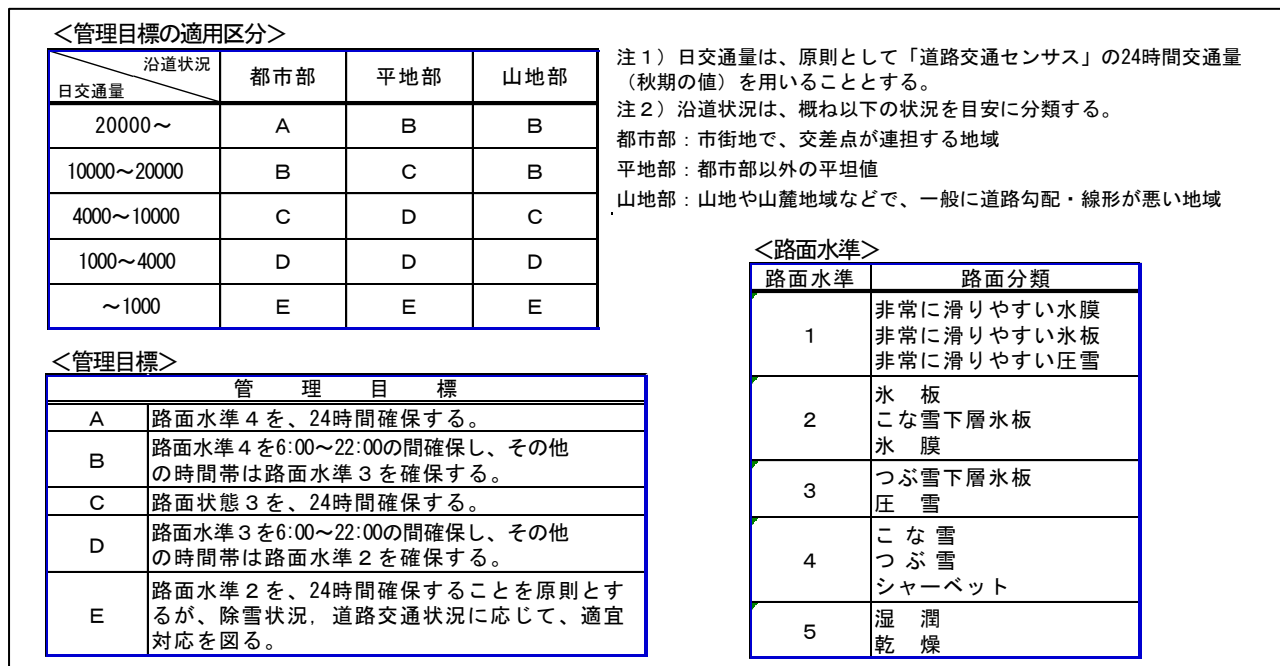 ＜管理目標の適用区分＞
沿道状況
日交通量
都市部 平地部 山地部
20000～ A B B
10000～20000 B C B
4000～10000 C D C
1000～4000 D D D
～1000 E E E
注１）日交通量は、原則として「道路交通センサス」の24時間交通量
（秋期の値）を用いることとする。
注２）沿道状況は、概ね以下の状況を目安に分類する。
都市部：市街地で、交差点が連担する地域
平地部：都市部以外の平坦値
山地部：山地や山麓地域などで、一般に道路勾配・線形が悪い地域
＜管理目標＞
管　理　目　標
A 路面水準４を、24時間確保する。
B 路面水準４を6:00～22:00の間確保し、その他
の時間帯は路面水準３を確保する。
C 路面状態３を、24時間確保する。
D 路面水準３を6:00～22:00の間確保し、その他
の時間帯は路面水準２を確保する。
E 路面水準２を、24時間確保することを原則とす
るが、除雪状況，道路交通状況に応じて、適宜
対応を図る。
＜路面水準＞
路面水準 路面分類
1 非常に滑りやすい水膜
非常に滑りやすい氷板
非常に滑りやすい圧雪
2 氷　板
こな雪下層氷板
氷　膜
3 つぶ雪下層氷板
圧　雪
4 こ な 雪
つ ぶ 雪
シャーベット
5 湿　潤
乾　燥